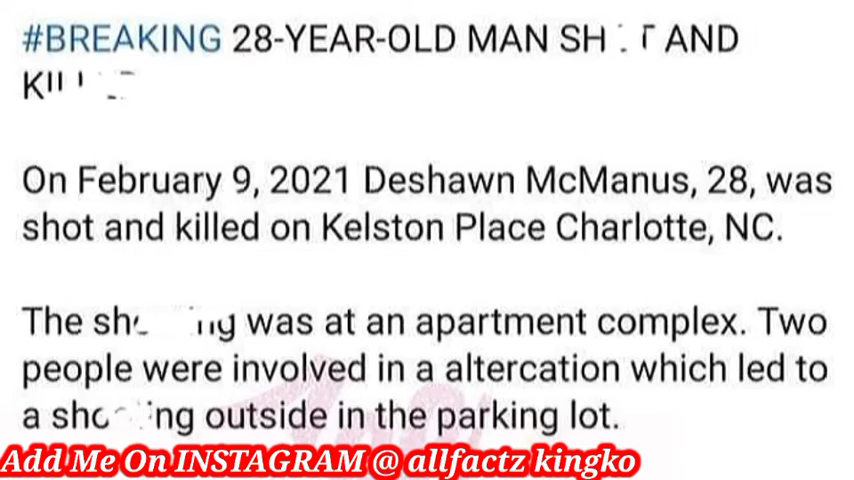 #BREAKING 28-YEAR-OLD MAN AND
On February 9, 2021 Deshawn McManus, 28, was
shot and killed on Kelston Place Charlotte, NC.
The was at an apartment complex. Two
people were involved in a altercation which led to
a outside in the parking lot.
Add Me On INSTAGRAM @ allfactz kingko